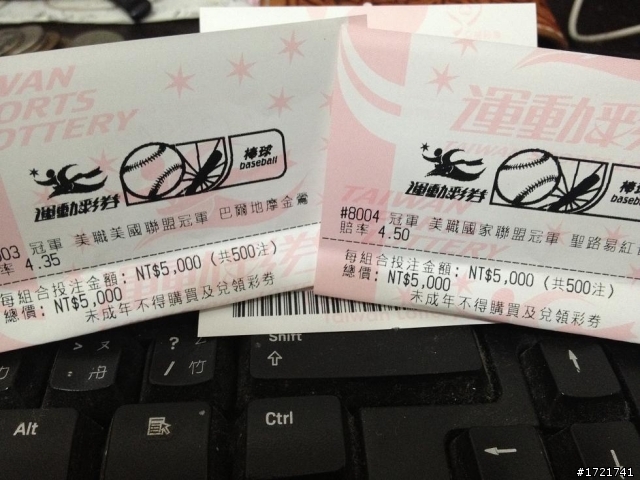 WAN
ORTS
OTTERY
運動彩券
棒球
baseball
003 冠軍 美職美國聯盟冠軍 巴爾地摩金鶯
率 4.35
每組合投注金額: NT$5,000 (共500注)
總價: NT$5,000
未成年不得購買及兌領彩券
運動彩
TAIWAN
運動彩券
棒球
baseb
#8004 冠軍 美職國家聯盟冠軍 聖路易紅
賠率 4.50
每組合投注金額: NT$5,000 (共500注)
總價: NT$5,000
未成年不得購買及兌領彩券
Shift
Ctrl
Alt
ㄆ
?
/
ㄥ
竹
#1721741